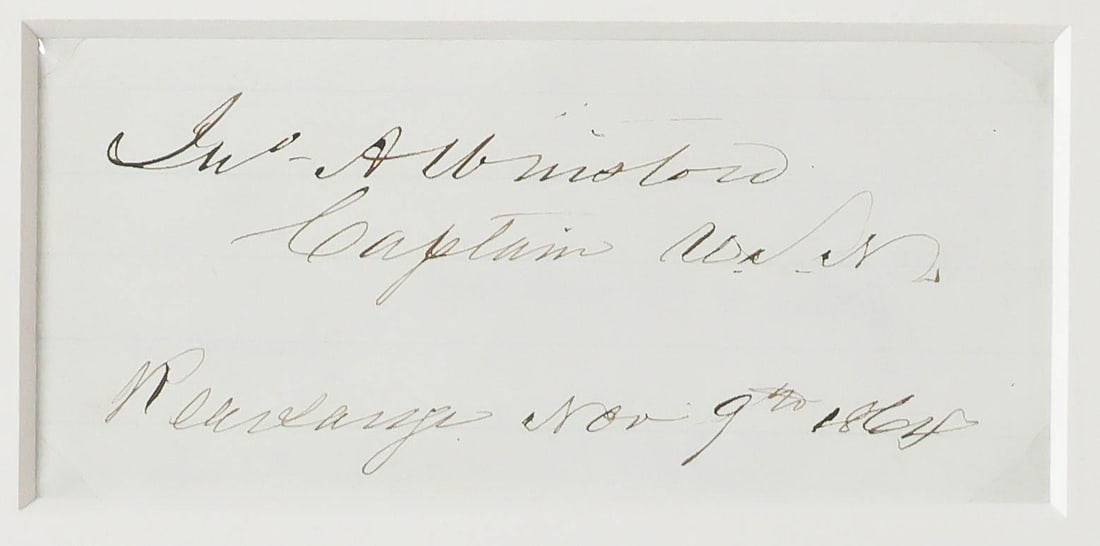 Jno. A Winslow
Captain U.S.N.
Kearsarge Nov 9th 1864